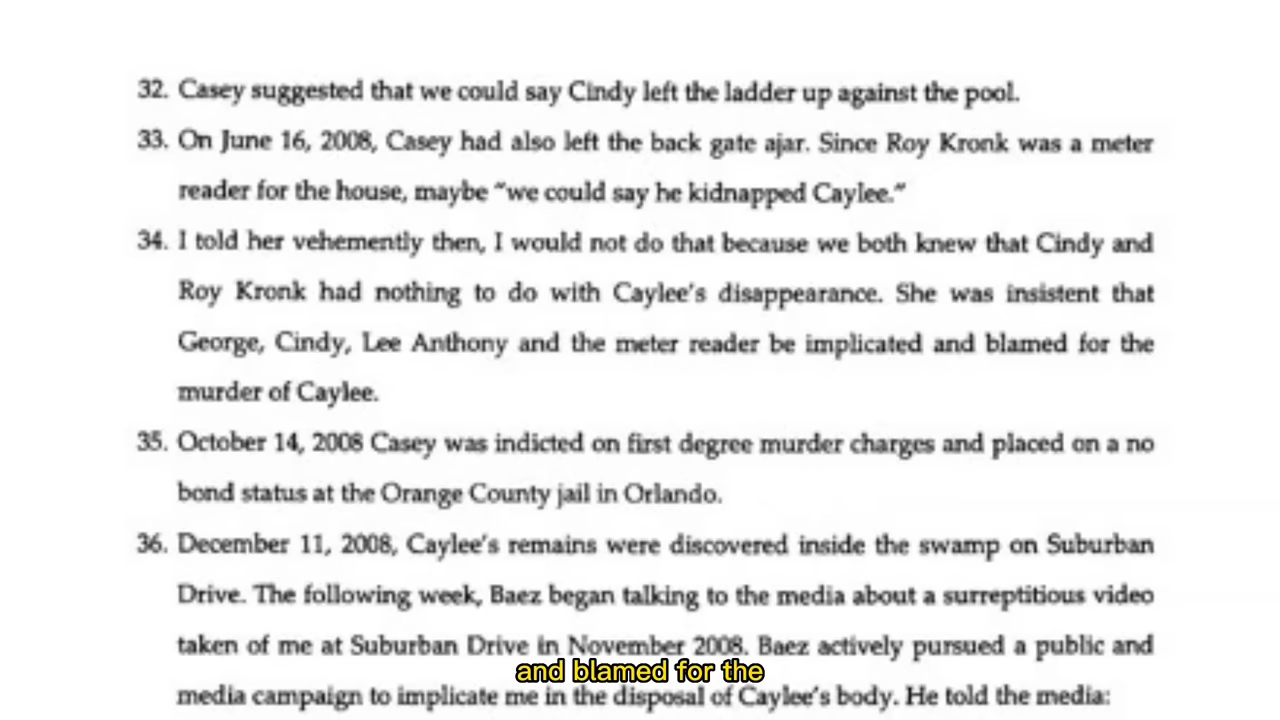 32. Casey suggested that we could say Cindy left the ladder up against the pool.
33. On June 16, 2008, Casey had also left the back gate ajar. Since Roy Kronk was a meter
reader for the house, maybe "we could say he kidnapped Caylee."
34. I told her vehemently then, I would not do that because we both knew that Cindy and
Roy Kronk had nothing to do with Caylee's disappearance. She was insistent that
George, Cindy, Lee Anthony and the meter reader be implicated and blamed for the
murder of Caylee.
35. October 14, 2008 Casey was indicted on first degree murder charges and placed on a no
bond status at the Orange County jail in Orlando.
36. December 11, 2008, Caylee's remains were discovered inside the swamp on Suburban
Drive. The following week, Baez began talking to the media about a surreptitious video
taken of me at Suburban Drive in November 2008. Baez actively pursued a public and
and blamed for the
media campaign to implicate me in the disposal of Caylee's body. He told the media: